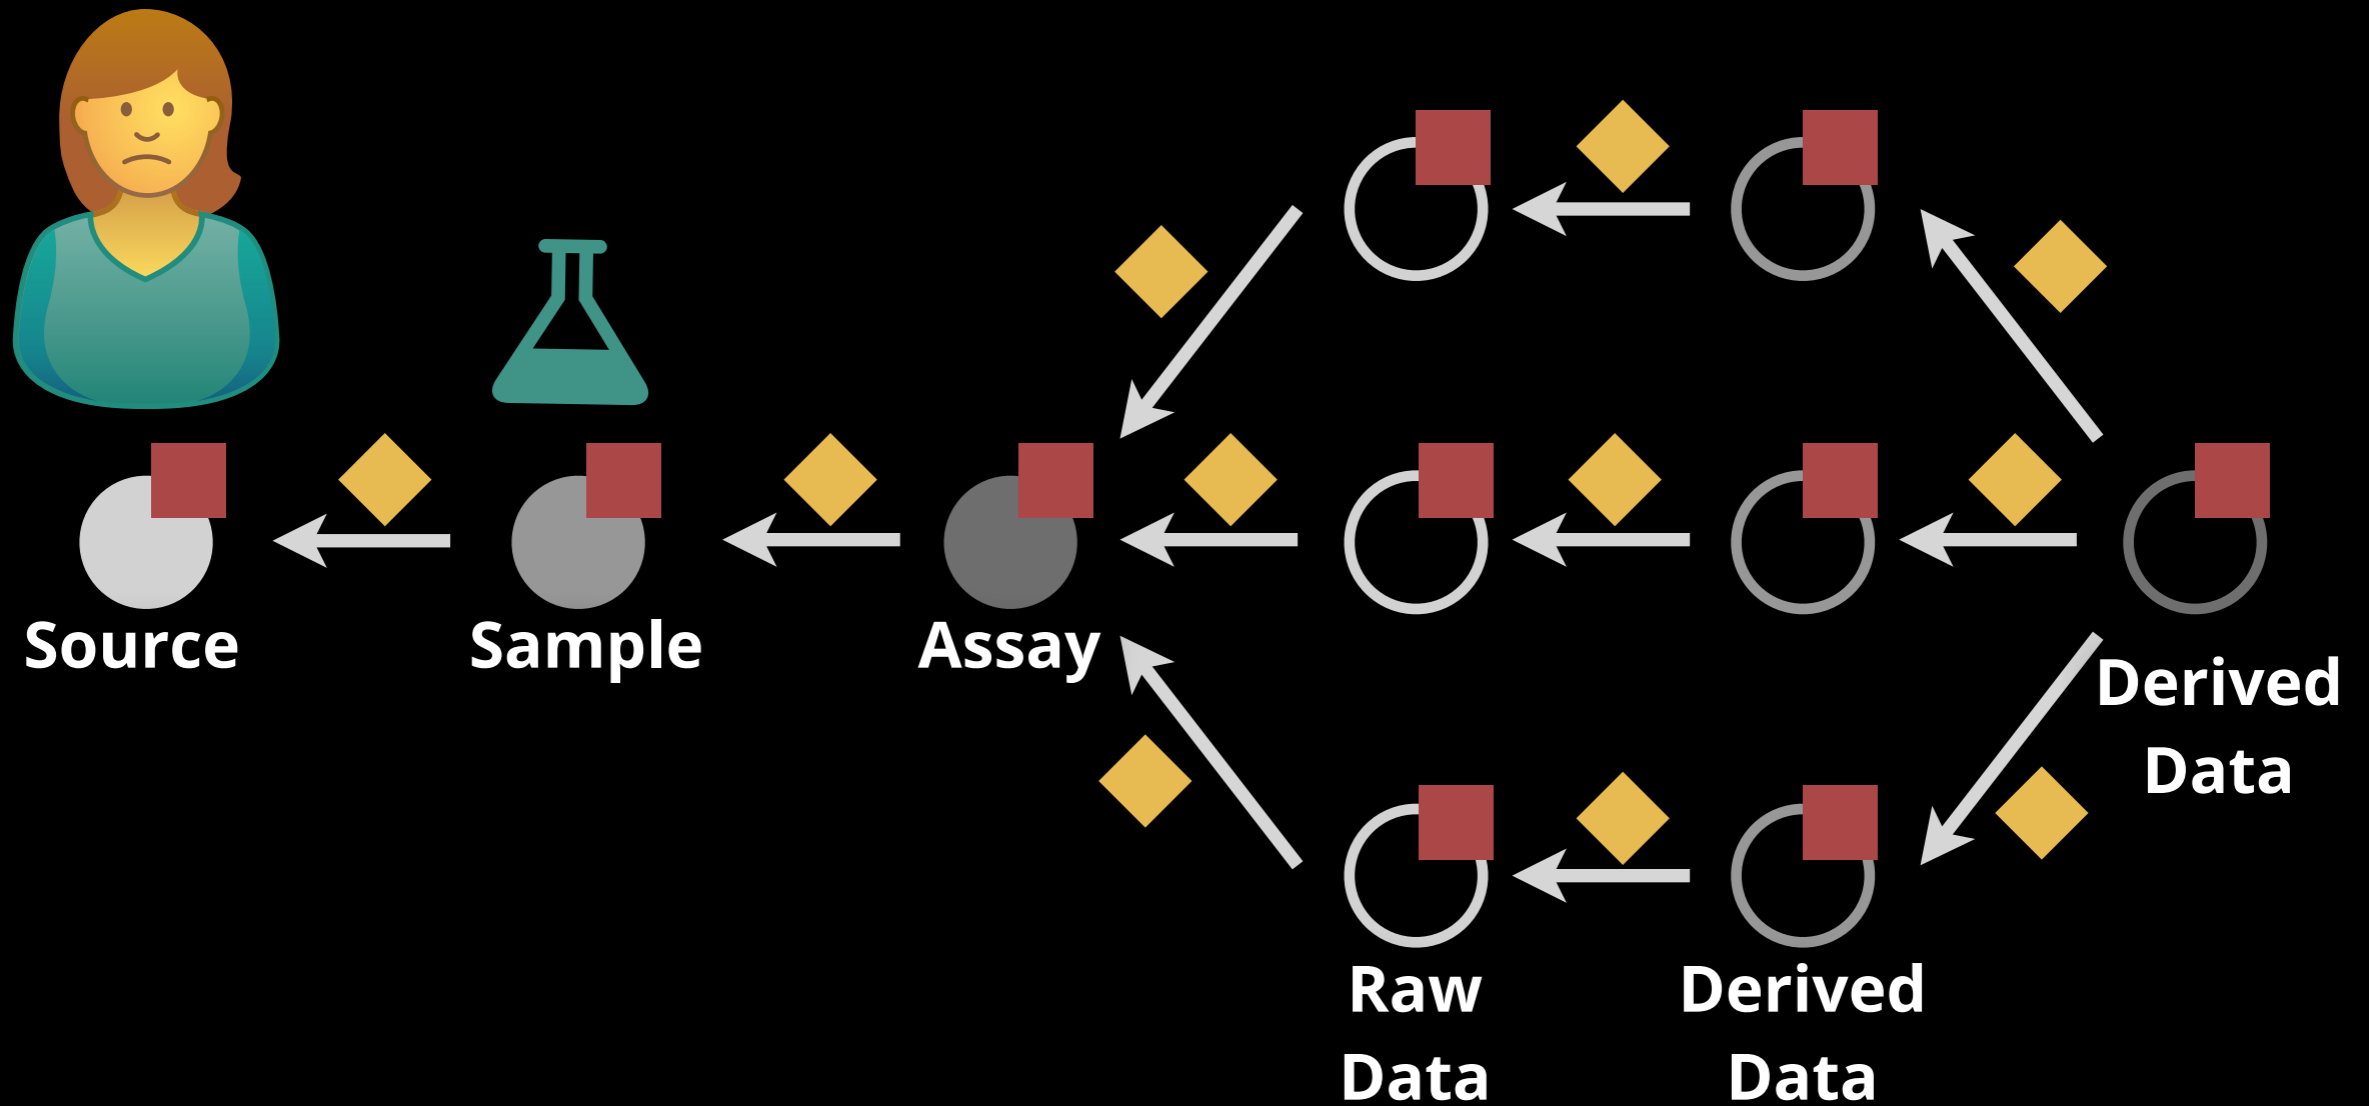 Source
Sample
Assay
Derived
Data
Raw
Data
Derived
Data